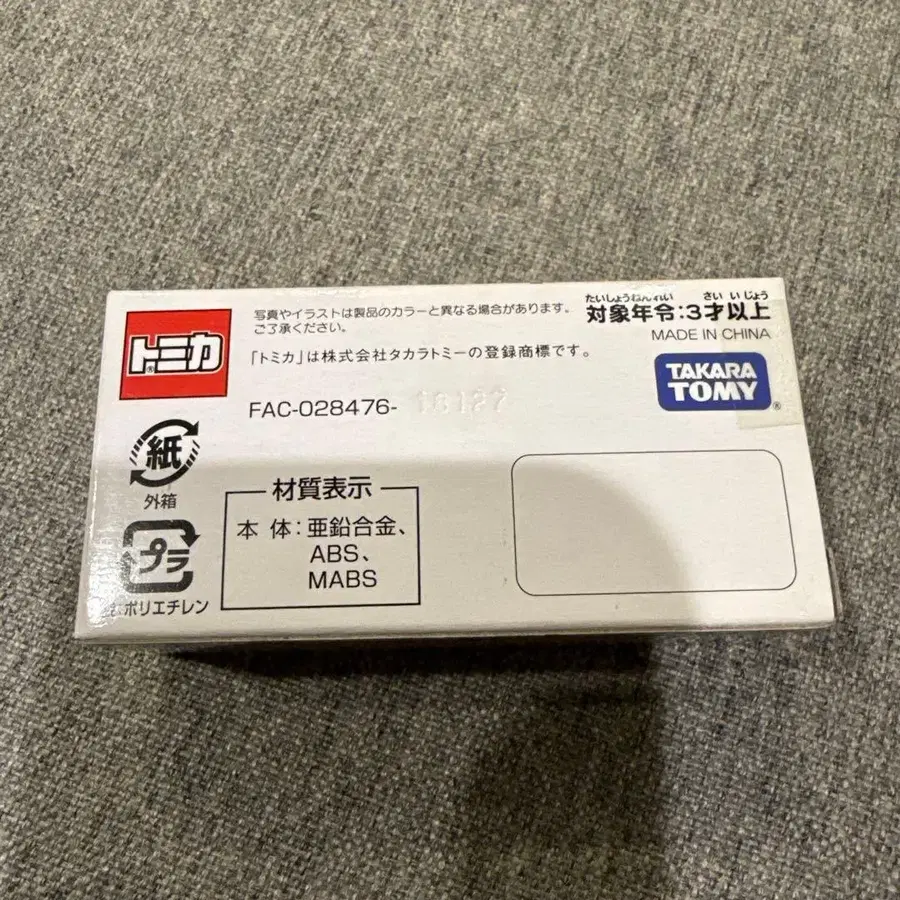 トミカ®
写真やイラストは製品のカラーと異なる場合があります。
ご了承ください。
「トミカ」は株式会社タカラトミーの登録商標です。
FAC-028476- 18127
たいしょうねんれい さい いじょう
対象年令:3才以上
MADE IN CHINA
TAKARA
TOMY®
紙
外箱
プラ
ポリエチレン
材質表示
本 体:亜鉛合金、
ABS、
MABS